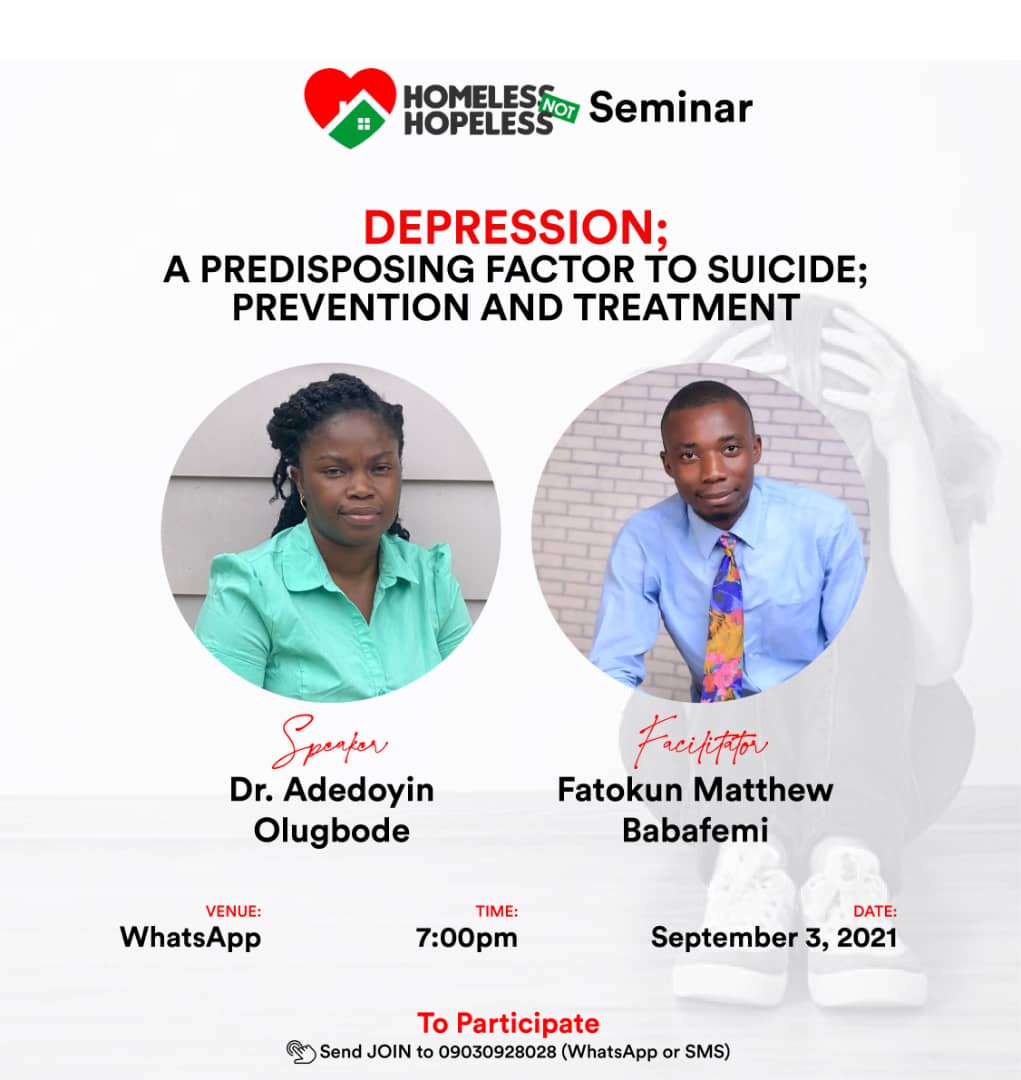 HOMELESS NOT Seminar
HOPELESS
DEPRESSION;
A PREDISPOSING FACTOR TO SUICIDE;
PREVENTION AND TREATMENT
Speaker
Dr. Adedoyin
Olugbode
Facilitator
Fatokun Matthew
Babafemi
VENUE:
WhatsApp
TIME:
7:00pm
DATE:
September 3, 2021
To Participate
Send JOIN to 09030928028 (WhatsApp or SMS)